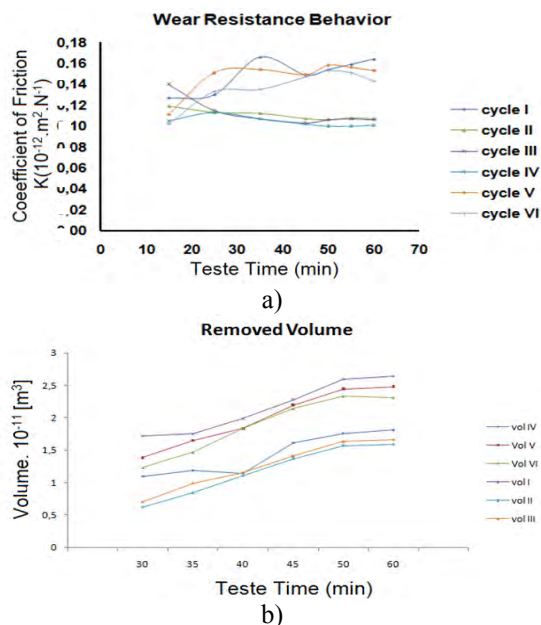 Wear Resistance Behavior
Coeefficient of Friction
K(10-12.m2.N-1)
0,18
0,16
0,14
0,12
0,10
0,08
0,06
,04
,02
,00
0 10 20 30 40 50 60 70
Teste Time (min)
cycle I
cycle II
cycle III
cycle IV
cycle V
cycle VI
a)
Removed Volume
Volume. 10-11 [m3]
3
2,5
2
1,5
1
0,5
0
30 35 40 45 50 60
Teste Time (min)
vol IV
Vol V
Vol VI
vol I
vol II
vol III
b)